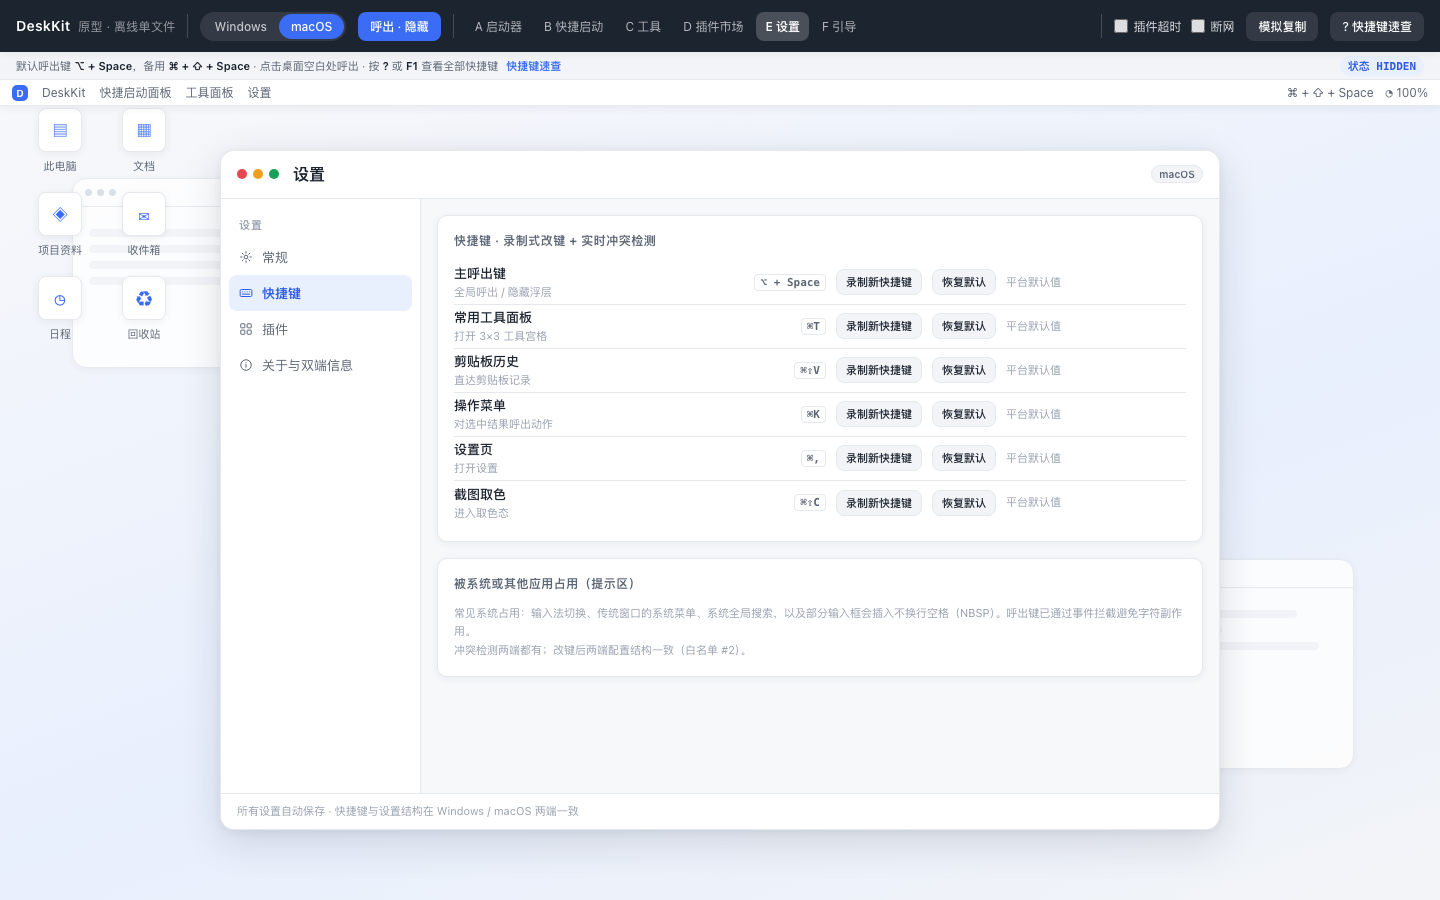 DeskKit 原型 · 离线单文件 Windows macOS 呼出 · 隐藏 A 启动器 B 快捷启动 C 工具 D 插件市场 E 设置 F 引导 插件超时 断网 模拟复制 ? 快捷键速查
默认呼出键 ⌥ + Space，备用 ⌘ + ⇧ + Space · 点击桌面空白处呼出 · 按 ? 或 F1 查看全部快捷键 快捷键速查 状态 HIDDEN
D DeskKit 快捷启动面板 工具面板 设置 ⌘ + ⇧ + Space ◔ 100%
此电脑 文档
项目资料 收件箱
日程 回收站
设置 macOS
设置
常规
快捷键
插件
关于与双端信息
快捷键 · 录制式改键 + 实时冲突检测
主呼出键
全局呼出 / 隐藏浮层
⌥ + Space 录制新快捷键 恢复默认 平台默认值
常用工具面板
打开 3×3 工具宫格
⌘T 录制新快捷键 恢复默认 平台默认值
剪贴板历史
直达剪贴板记录
⌘⇧V 录制新快捷键 恢复默认 平台默认值
操作菜单
对选中结果呼出动作
⌘K 录制新快捷键 恢复默认 平台默认值
设置页
打开设置
⌘, 录制新快捷键 恢复默认 平台默认值
截图取色
进入取色态
⌘⇧C 录制新快捷键 恢复默认 平台默认值
被系统或其他应用占用（提示区）
常见系统占用：输入法切换、传统窗口的系统菜单、系统全局搜索，以及部分输入框会插入不换行空格（NBSP）。呼出键已通过事件拦截避免字符副作
用。
冲突检测两端都有；改键后两端配置结构一致（白名单 #2）。
所有设置自动保存 · 快捷键与设置结构在 Windows / macOS 两端一致